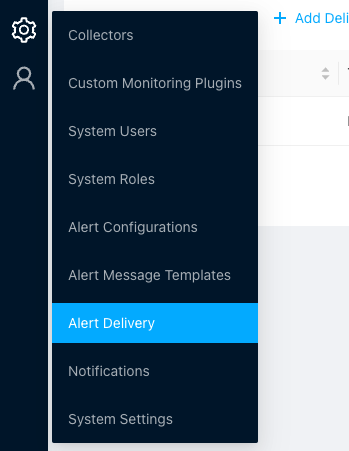 Add Deli
Collectors
Custom Monitoring Plugins
System Users
System Roles
Alert Configurations
Alert Message Templates
Alert Delivery
Notifications
System Settings